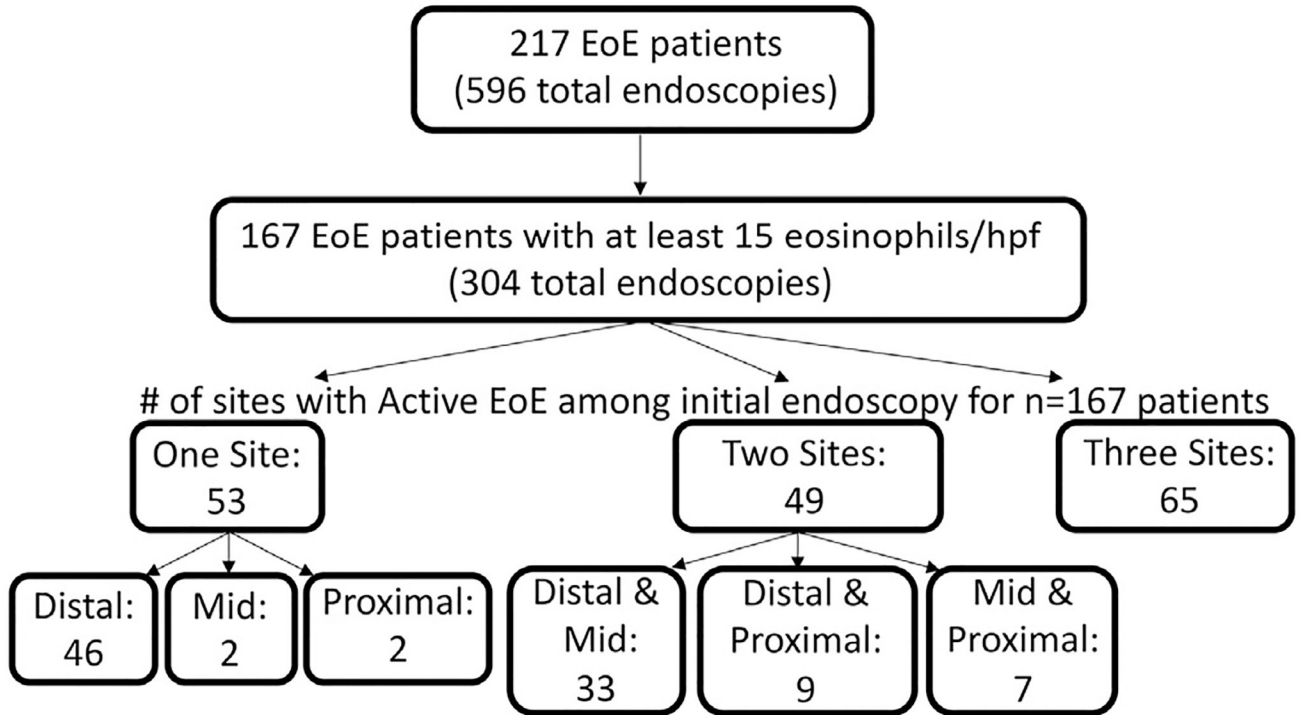 217 EoE patients
(596 total endoscopies)
167 EoE patients with at least 15 eosinophils/hpf
(304 total endoscopies)
# of sites with Active EoE among initial endoscopy for n=167 patients
One Site:
53
Two Sites:
49
Three Sites:
65
Distal:
46
Mid:
2
Proximal:
2
Distal &
Mid:
33
Distal &
Proximal:
9
Mid &
Proximal:
7